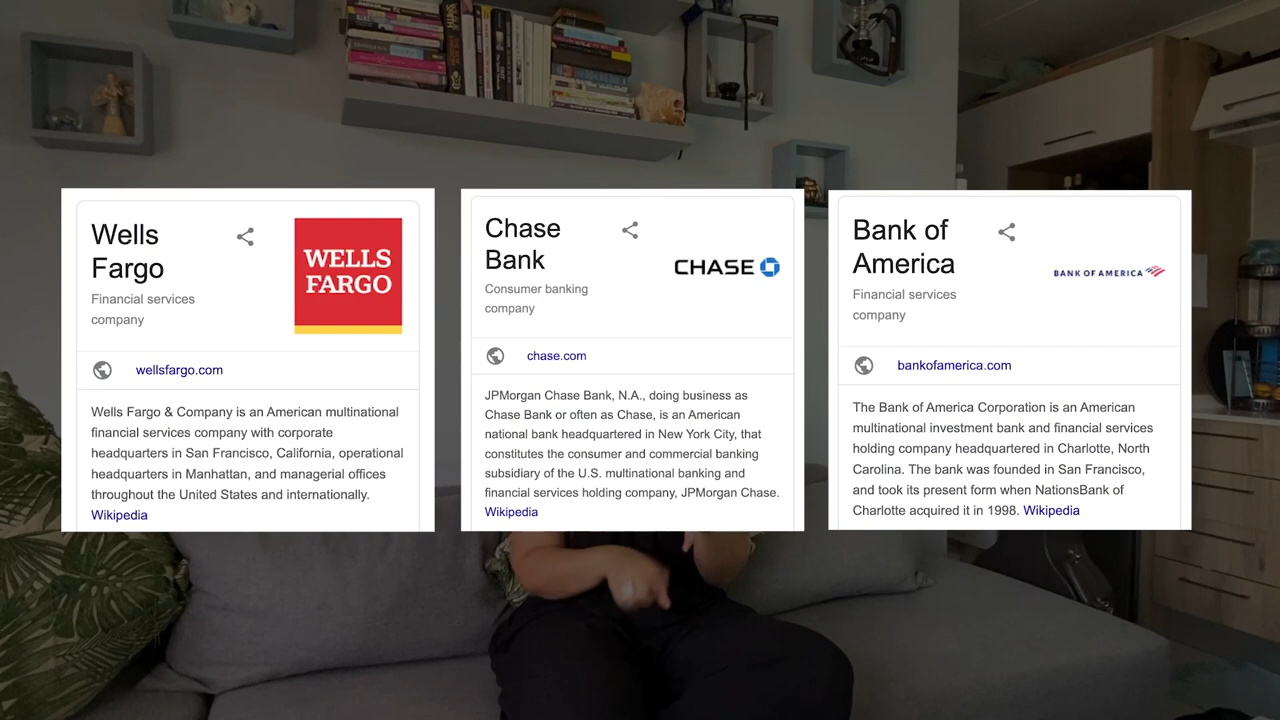 Wells
Fargo
Financial services
company
WELLS
FARGO
wellsfargo.com
Wells Fargo & Company is an American multinational
financial services company with corporate
headquarters in San Francisco, California, operational
headquarters in Manhattan, and managerial offices
throughout the United States and internationally.
Wikipedia
Chase
Bank
Consumer banking
company
CHASE
chase.com
JPMorgan Chase Bank, N.A., doing business as
Chase Bank or often as Chase, is an American
national bank headquartered in New York City, that
constitutes the consumer and commercial banking
subsidiary of the U.S. multinational banking and
financial services holding company, JPMorgan Chase.
Wikipedia
Bank of
America
Financial services
company
BANK OF AMERICA
bankofamerica.com
The Bank of America Corporation is an American
multinational investment bank and financial services
holding company headquartered in Charlotte, North
Carolina. The bank was founded in San Francisco,
and took its present form when NationsBank of
Charlotte acquired it in 1998. Wikipedia